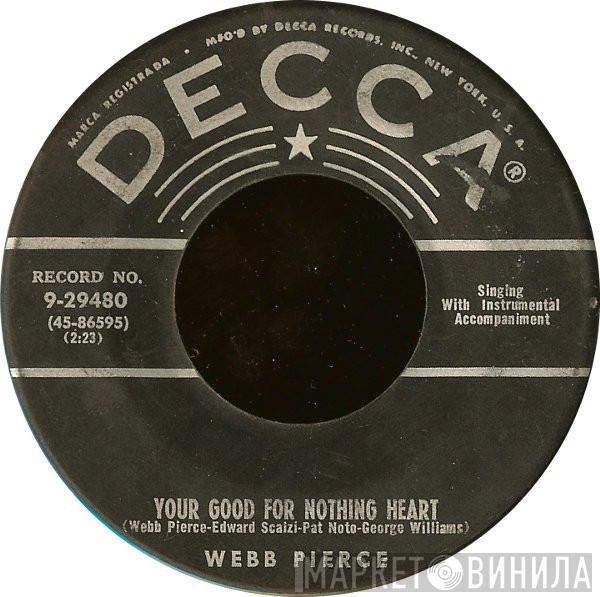 MARCA REGISTRADA • MFG'D BY DECCA RECORDS, INC., NEW YORK, U. S. A.
DECCA®
RECORD NO.
9-29480
(45-86595)
(2:23)
Singing
With Instrumental
Accompaniment
YOUR GOOD FOR NOTHING HEART
(Webb Pierce-Edward Scalzi-Pat Noto-George Williams)
WEBB PIERCE
МАРКЕТ ВИНИЛА